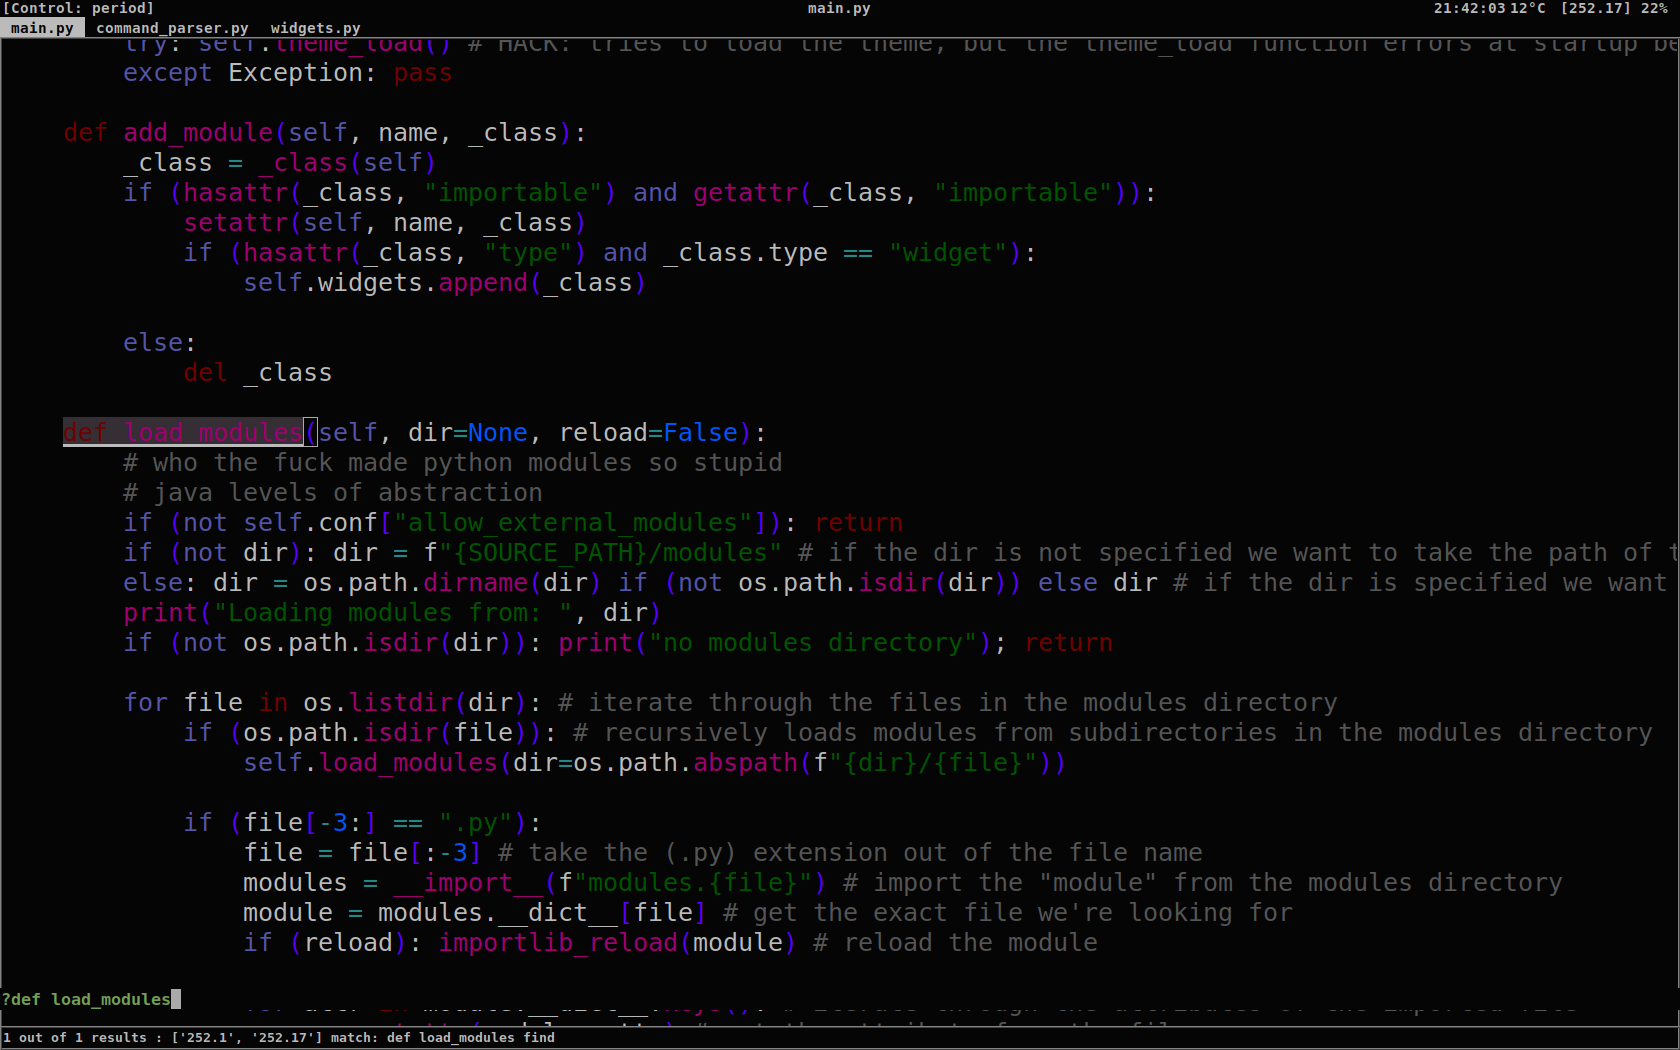 [Control: period] main.py 21:42:03 12°C [252.17] 22%
main.py command_parser.py widgets.py
try: self.theme_load() # HACK: tries to load the theme, but the theme_load function errors at startup be
except Exception: pass
def add_module(self, name, _class):
_class = _class(self)
if (hasattr(_class, "importable") and getattr(_class, "importable")):
setattr(self, name, _class)
if (hasattr(_class, "type") and _class.type == "widget"):
self.widgets.append(_class)
else:
del _class
def load_modules(self, dir=None, reload=False):
# who the fuck made python modules so stupid
# java levels of abstraction
if (not self.conf["allow_external_modules"]): return
if (not dir): dir = f"{SOURCE_PATH}/modules" # if the dir is not specified we want to take the path of t
else: dir = os.path.dirname(dir) if (not os.path.isdir(dir)) else dir # if the dir is specified we want
print("Loading modules from: ", dir)
if (not os.path.isdir(dir)): print("no modules directory"); return
for file in os.listdir(dir): # iterate through the files in the modules directory
if (os.path.isdir(file)): # recursively loads modules from subdirectories in the modules directory
self.load_modules(dir=os.path.abspath(f"{dir}/{file}"))
if (file[-3:] == ".py"):
file = file[:-3] # take the (.py) extension out of the file name
modules = __import__(f"modules.{file}") # import the "module" from the modules directory
module = modules.__dict__[file] # get the exact file we're looking for
if (reload): importlib_reload(module) # reload the module
?def load_modules
1 out of 1 results : ['252.1', '252.17'] match: def load_modules find